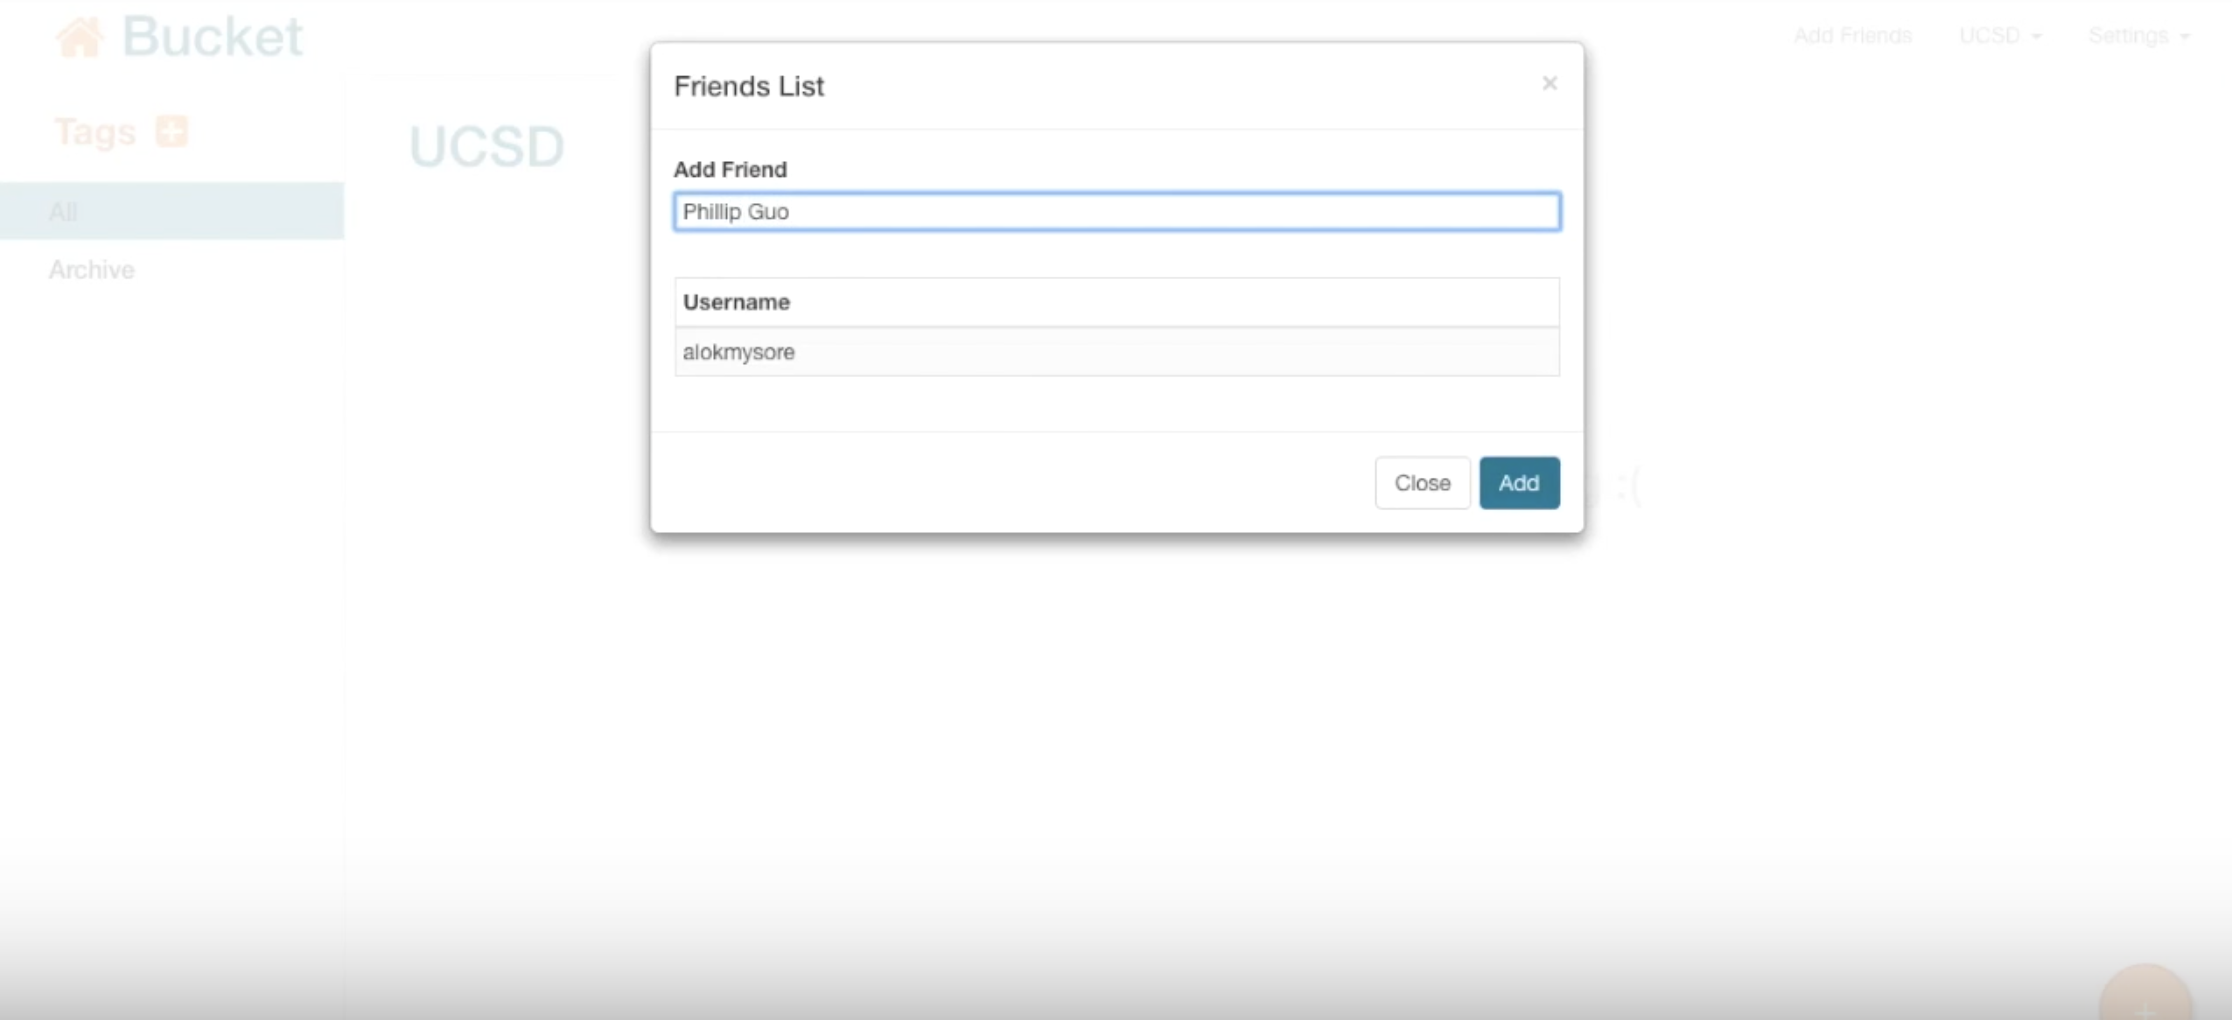 Bucket
Add Friends
UCSD
Settings
Tags
All
Archive
UCSD
Friends List
×
Add Friend
Phillip Guo
Username
alokmysore
Close
Add
:(